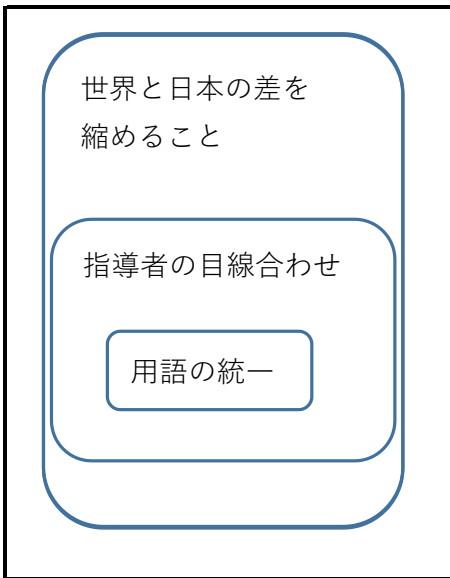 世界と日本の差を
縮めること
指導者の目線合わせ
用語の統一